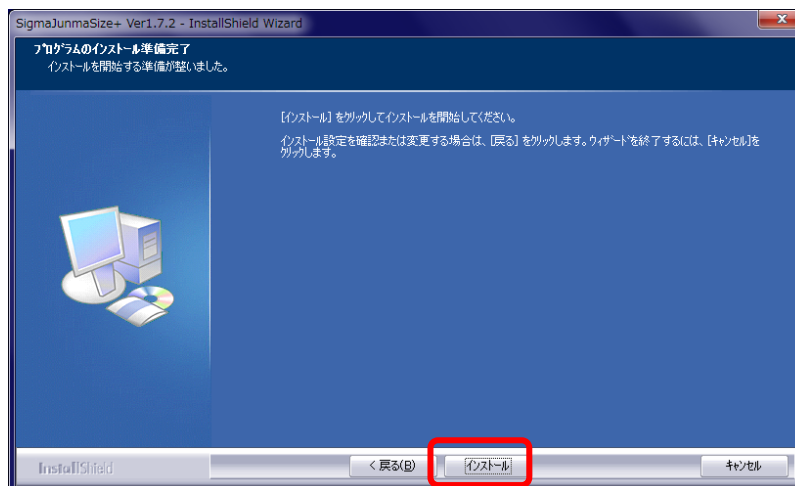 SigmaJunmaSize+ Ver1.7.2 - InstallShield Wizard
プログラムのインストール準備完了
インストールを開始する準備が整いました。
[インストール] をクリックしてインストールを開始してください。
インストール設定を確認または変更する場合は、[戻る] をクリックします。ウィザードを終了するには、[キャンセル]を
クリックします。
InstallShield
< 戻る(B)
インストール
キャンセル